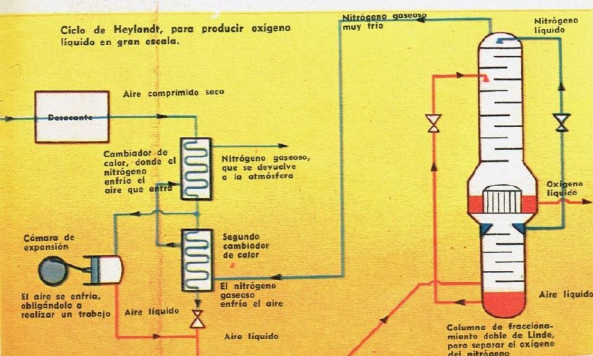 Ciclo de Heylandt, para producir oxígeno
líquido en gran escala.
Nitrógeno gaseoso
muy frío
Nitrógeno
líquido
Aire comprimido seco
Desecante
Cambiador de
calor, donde el
nitrógeno
enfría el
aire que entra
Nitrógeno gaseoso,
que se devuelve
a la atmósfera
Oxígeno
líquido
Cámara de
expansión
Segundo
cambiador
de calor
El nitrógeno
gaseoso
enfría el aire
El aire se enfría,
obligándolo a
realizar un trabajo
Aire líquido
Aire líquido
Aire líquido
Columna de fracciona-
miento doble de Linde,
para separar el oxígeno
del nitrógeno